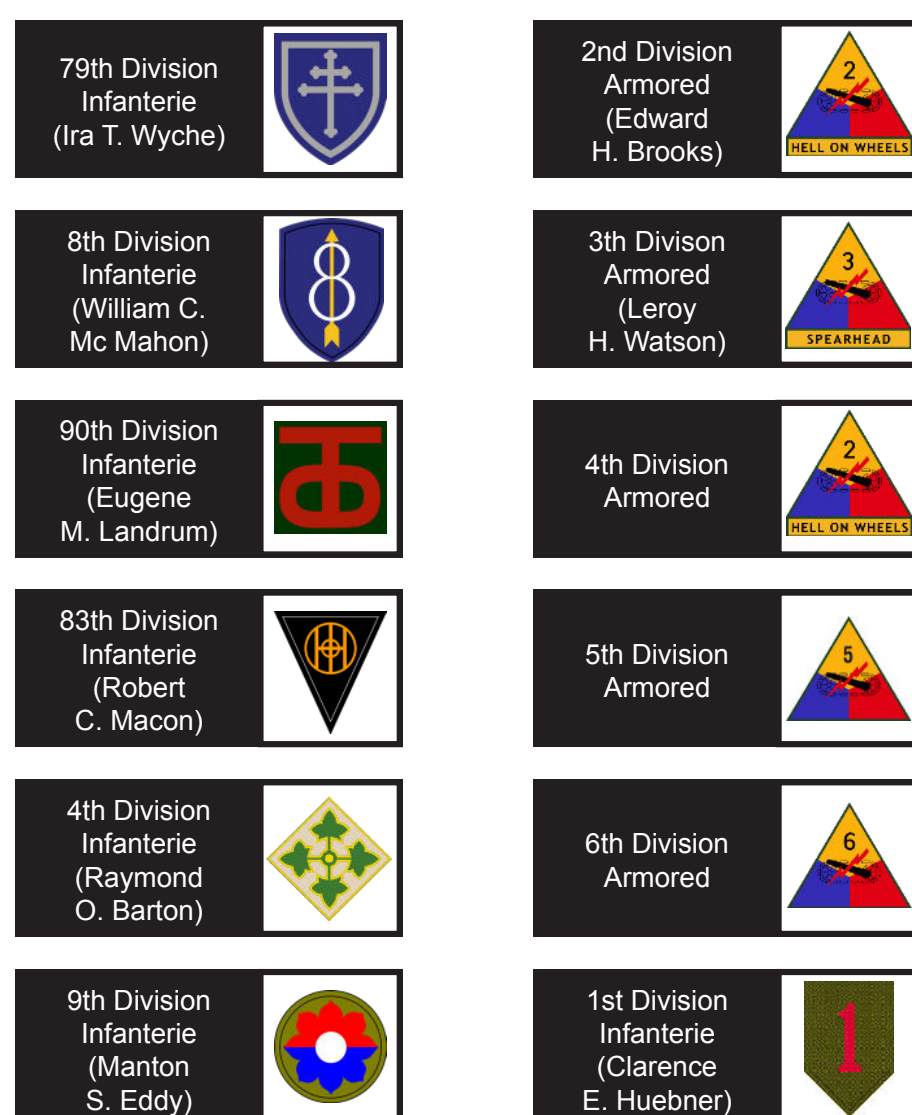 79th Division
Infanterie
(Ira T. Wyche)
2nd Division
Armored
(Edward
H. Brooks)
2
HELL ON WHEELS
8th Division
Infanterie
(William C.
Mc Mahon)
8
3th Divison
Armored
(Leroy
H. Watson)
3
SPEARHEAD
90th Division
Infanterie
(Eugene
M. Landrum)
4th Division
Armored
2
HELL ON WHEELS
83th Division
Infanterie
(Robert
C. Macon)
5th Division
Armored
5
4th Division
Infanterie
(Raymond
O. Barton)
6th Division
Armored
6
9th Division
Infanterie
(Manton
S. Eddy)
1st Division
Infanterie
(Clarence
E. Huebner)
1